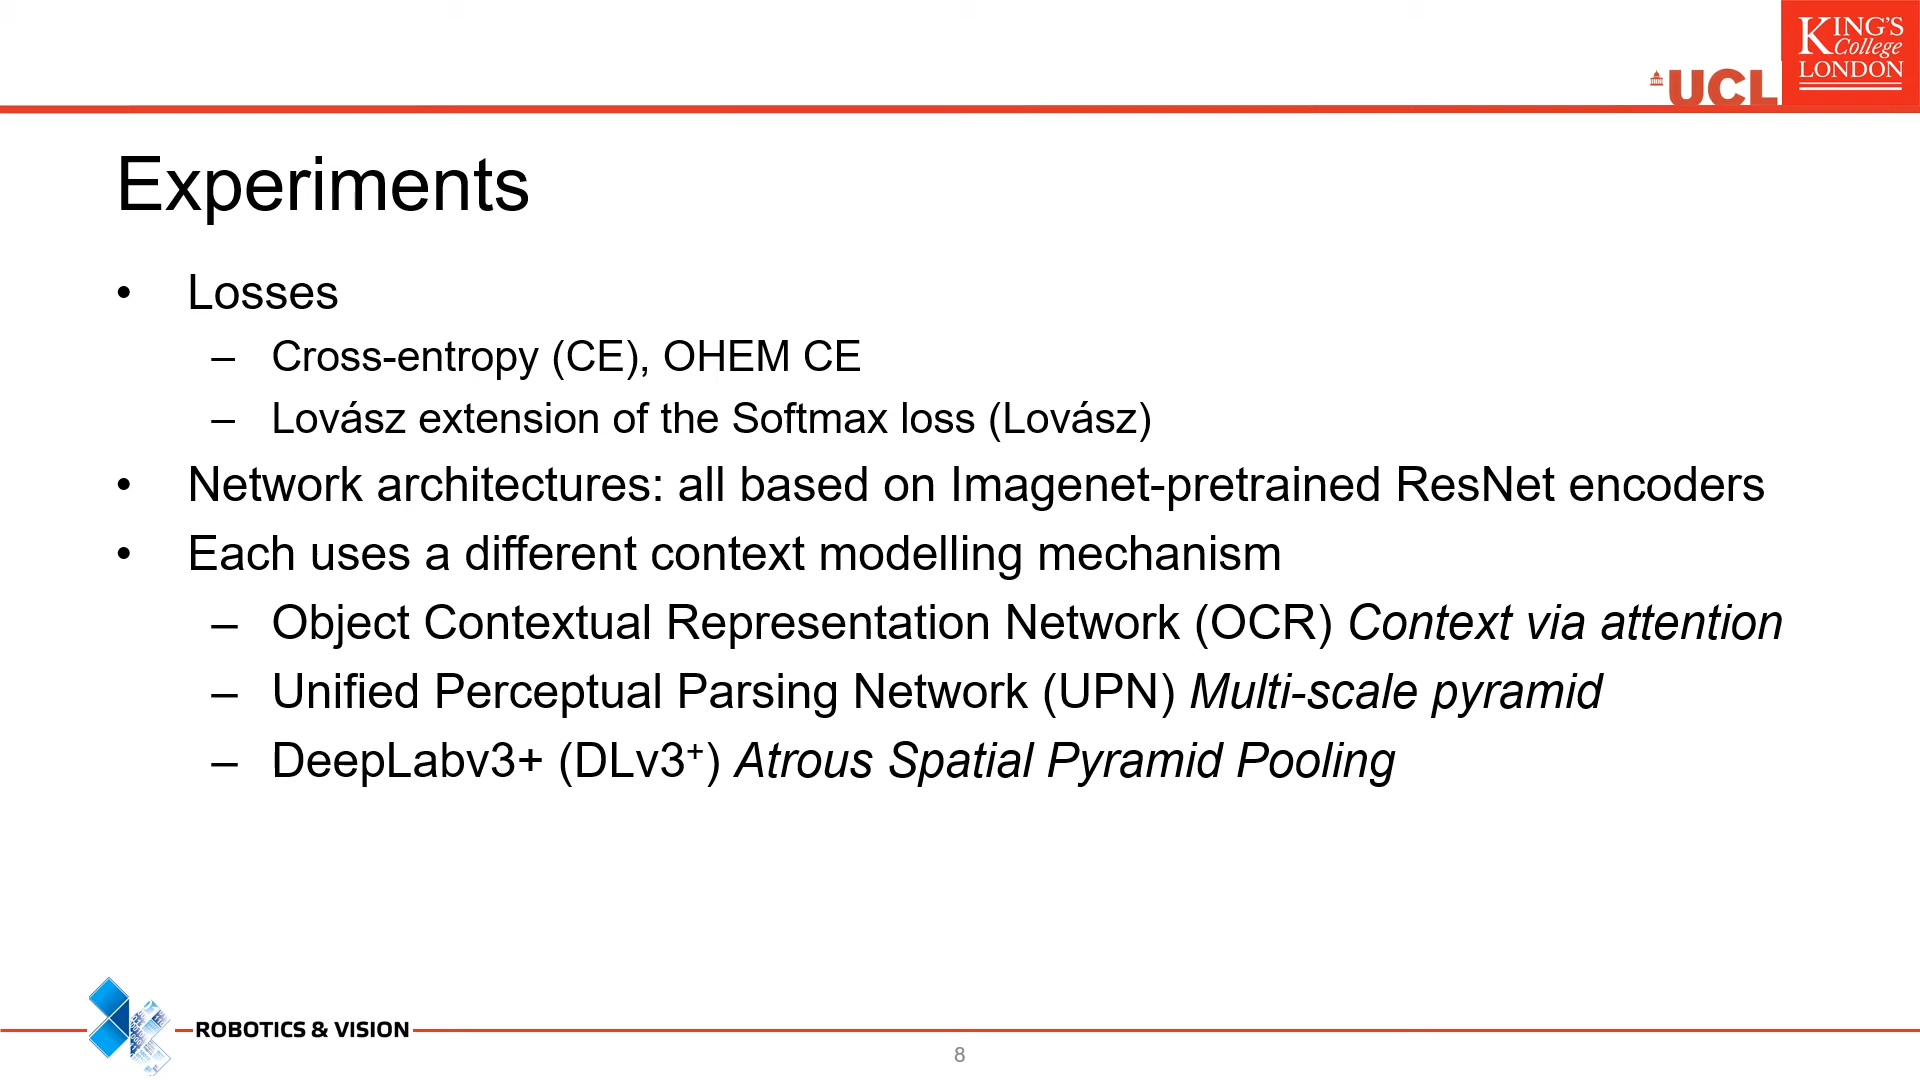 KING'S
College
LONDON
UCL
Experiments
• Losses
– Cross-entropy (CE), OHEM CE
– Lovász extension of the Softmax loss (Lovász)
• Network architectures: all based on Imagenet-pretrained ResNet encoders
• Each uses a different context modelling mechanism
– Object Contextual Representation Network (OCR) Context via attention
– Unified Perceptual Parsing Network (UPN) Multi-scale pyramid
– DeepLabv3+ (DLv3⁺) Atrous Spatial Pyramid Pooling
ROBOTICS & VISION
8